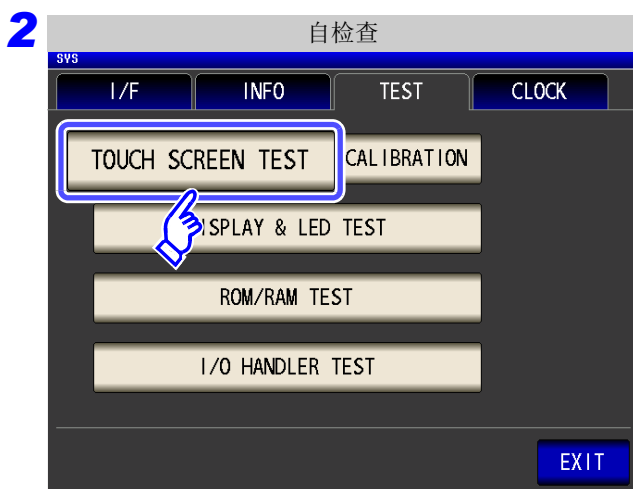 2
自检查
SYS
I/F INFO TEST CLOCK
TOUCH SCREEN TEST CALIBRATION
ISPLAY & LED TEST
ROM/RAM TEST
I/O HANDLER TEST
EXIT